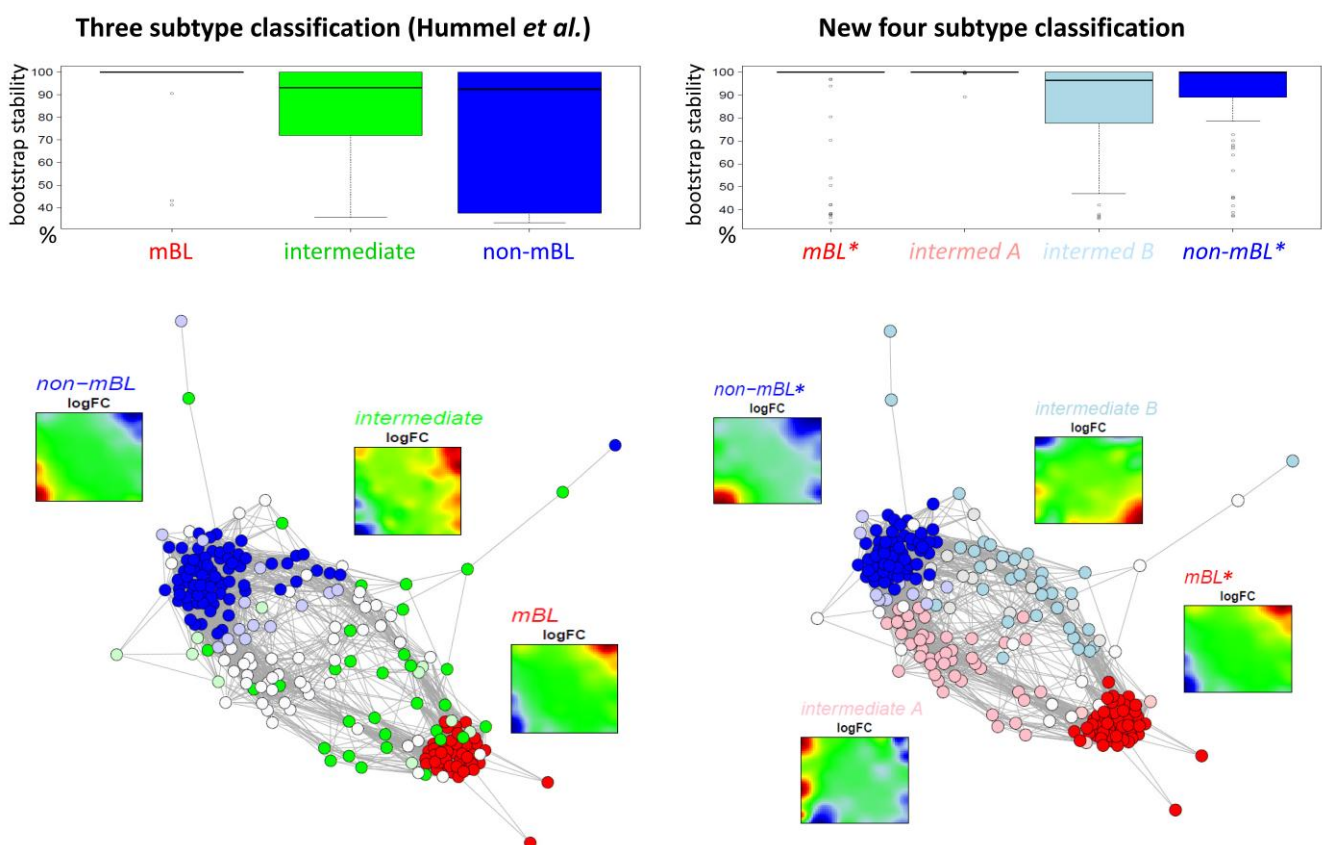 Three subtype classification (Hummel et al.)
bootstrap stability
100
90
80
70
60
50
40
%
mBL
intermediate
non-mBL
New four subtype classification
bootstrap stability
100
90
80
70
60
50
40
%
mBL*
intermed A
intermed B
non-mBL*
non-mBL
logFC
intermediate
logFC
mBL
logFC
non-mBL*
logFC
intermediate B
logFC
mBL*
logFC
intermediate A
logFC